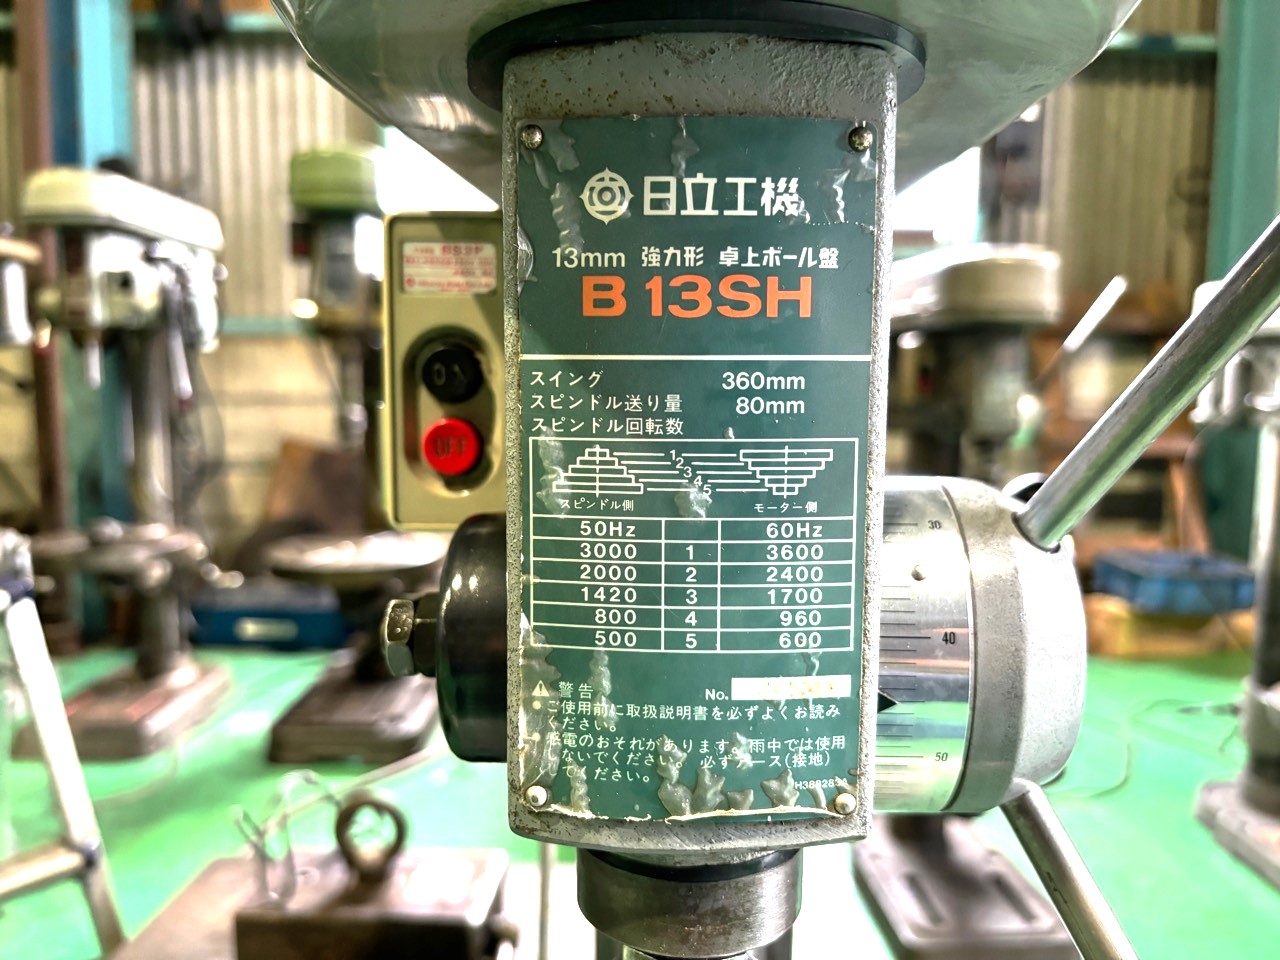 日立工機
13mm 強力形 卓上ボール盤
B 13SH
スイング 360mm
スピンドル送り量 80mm
スピンドル回転数
1
2
3
4
5
スピンドル側 モーター側
50Hz 60Hz
3000 1 3600
2000 2 2400
1420 3 1700
800 4 960
500 5 600
警告 No.
●ご使用前に取扱説明書を必ずよくお読み
ください。
●感電のおそれがあります。雨中では使用
しないでください。必ずアース(接地)
してください。
ON
OFF
30
40
50